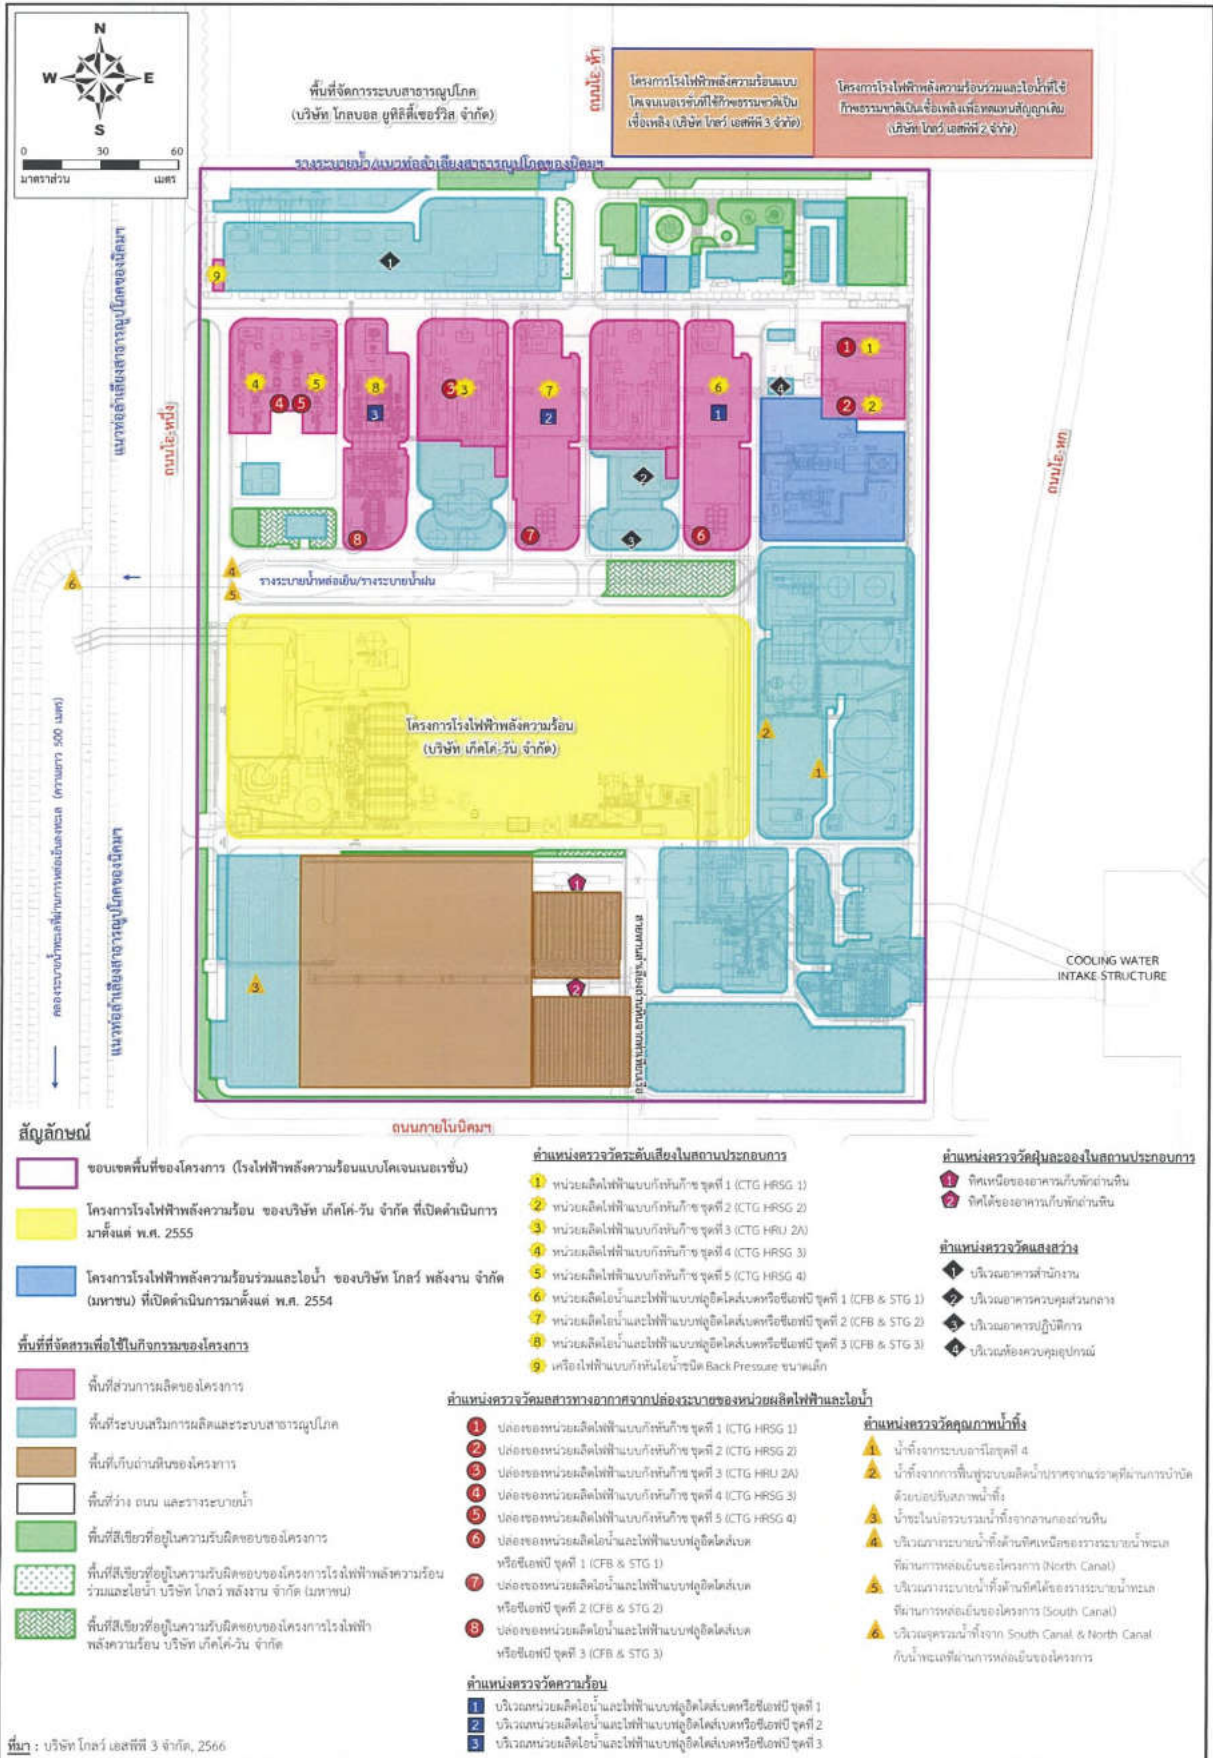 N
W E
S
0 30 60
มาตราส่วน เมตร
พื้นที่จัดการระบบสาธารณูปโภค
(บริษัท โกลบอล ยูทิลิตี้เซอร์วิส จำกัด)
ถนนไอ-ห้า
โครงการโรงไฟฟ้าพลังความร้อนแบบ
โคเจนเนอเรชั่นที่ใช้ก๊าซธรรมชาติเป็น
เชื้อเพลิง (บริษัท โกลว์ เอสพีพี 3 จำกัด)
โครงการโรงไฟฟ้าพลังความร้อนร่วมและไอน้ำที่ใช้
ก๊าซธรรมชาติเป็นเชื้อเพลิงเพื่อทดแทนสัญญาเดิม
(บริษัท โกลว์ เอสพีพี 2 จำกัด)
รางระบายน้ำ/แนวท่อลำเลียงสาธารณูปโภคของนิคมฯ
แนวท่อลำเลียงสาธารณูปโภคของนิคมฯ
ถนนไอ-หนึ่ง
ถนนไอ-หก
รางระบายน้ำหล่อเย็น/รางระบายน้ำฝน
โครงการโรงไฟฟ้าพลังความร้อน
(บริษัท เก็คโค่-วัน จำกัด)
คลองระบายน้ำทะเลที่ผ่านการหล่อเย็นลงทะเล (ความยาว 500 เมตร)
แนวท่อลำเลียงสาธารณูปโภคของนิคมฯ
สายพานลำเลียงถ่านหินจากท่าเทียบเรือ
COOLING WATER
INTAKE STRUCTURE
ถนนภายในนิคมฯ
สัญลักษณ์
ขอบเขตพื้นที่ของโครงการ (โรงไฟฟ้าพลังความร้อนแบบโคเจนเนอเรชั่น)
โครงการโรงไฟฟ้าพลังความร้อน ของบริษัท เก็คโค่-วัน จำกัด ที่เปิดดำเนินการ
มาตั้งแต่ พ.ศ. 2555
โครงการโรงไฟฟ้าพลังความร้อนร่วมและไอน้ำ ของบริษัท โกลว์ พลังงาน จำกัด
(มหาชน) ที่เปิดดำเนินการมาตั้งแต่ พ.ศ. 2554
พื้นที่ที่จัดสรรเพื่อใช้ในกิจกรรมของโครงการ
พื้นที่ส่วนการผลิตของโครงการ
พื้นที่ระบบเสริมการผลิตและระบบสาธารณูปโภค
พื้นที่เก็บถ่านหินของโครงการ
พื้นที่ว่าง ถนน และรางระบายน้ำ
พื้นที่สีเขียวที่อยู่ในความรับผิดชอบของโครงการ
พื้นที่สีเขียวที่อยู่ในความรับผิดชอบของโครงการโรงไฟฟ้าพลังความร้อน
ร่วมและไอน้ำ บริษัท โกลว์ พลังงาน จำกัด (มหาชน)
พื้นที่สีเขียวที่อยู่ในความรับผิดชอบของโครงการโรงไฟฟ้า
พลังความร้อน บริษัท เก็คโค่-วัน จำกัด
ตำแหน่งตรวจวัดระดับเสียงในสถานประกอบการ
1 หน่วยผลิตไฟฟ้าแบบกังหันก๊าซ ชุดที่ 1 (CTG HRSG 1)
2 หน่วยผลิตไฟฟ้าแบบกังหันก๊าซ ชุดที่ 2 (CTG HRSG 2)
3 หน่วยผลิตไฟฟ้าแบบกังหันก๊าซ ชุดที่ 3 (CTG HRU 2A)
4 หน่วยผลิตไฟฟ้าแบบกังหันก๊าซ ชุดที่ 4 (CTG HRSG 3)
5 หน่วยผลิตไฟฟ้าแบบกังหันก๊าซ ชุดที่ 5 (CTG HRSG 4)
6 หน่วยผลิตไอน้ำและไฟฟ้าแบบฟลูอิดไดส์เบดหรือซีเอฟบี ชุดที่ 1 (CFB & STG 1)
7 หน่วยผลิตไอน้ำและไฟฟ้าแบบฟลูอิดไดส์เบดหรือซีเอฟบี ชุดที่ 2 (CFB & STG 2)
8 หน่วยผลิตไอน้ำและไฟฟ้าแบบฟลูอิดไดส์เบดหรือซีเอฟบี ชุดที่ 3 (CFB & STG 3)
9 เครื่องไฟฟ้าแบบกังหันไอน้ำชนิด Back Pressure ขนาดเล็ก
ตำแหน่งตรวจวัดฝุ่นละอองในสถานประกอบการ
1 ทิศเหนือของอาคารเก็บพักถ่านหิน
2 ทิศใต้ของอาคารเก็บพักถ่านหิน
ตำแหน่งตรวจวัดแสงสว่าง
1 บริเวณอาคารสำนักงาน
2 บริเวณอาคารควบคุมส่วนกลาง
3 บริเวณอาคารปฏิบัติการ
4 บริเวณห้องควบคุมอุปกรณ์
ตำแหน่งตรวจวัดมลสารทางอากาศจากปล่องระบายของหน่วยผลิตไฟฟ้าและไอน้ำ
1 ปล่องของหน่วยผลิตไฟฟ้าแบบกังหันก๊าซ ชุดที่ 1 (CTG HRSG 1)
2 ปล่องของหน่วยผลิตไฟฟ้าแบบกังหันก๊าซ ชุดที่ 2 (CTG HRSG 2)
3 ปล่องของหน่วยผลิตไฟฟ้าแบบกังหันก๊าซ ชุดที่ 3 (CTG HRU 2A)
4 ปล่องของหน่วยผลิตไฟฟ้าแบบกังหันก๊าซ ชุดที่ 4 (CTG HRSG 3)
5 ปล่องของหน่วยผลิตไฟฟ้าแบบกังหันก๊าซ ชุดที่ 5 (CTG HRSG 4)
6 ปล่องของหน่วยผลิตไอน้ำและไฟฟ้าแบบฟลูอิดไดส์เบด
หรือซีเอฟบี ชุดที่ 1 (CFB & STG 1)
7 ปล่องของหน่วยผลิตไอน้ำและไฟฟ้าแบบฟลูอิดไดส์เบด
หรือซีเอฟบี ชุดที่ 2 (CFB & STG 2)
8 ปล่องของหน่วยผลิตไอน้ำและไฟฟ้าแบบฟลูอิดไดส์เบด
หรือซีเอฟบี ชุดที่ 3 (CFB & STG 3)
ตำแหน่งตรวจวัดคุณภาพน้ำทิ้ง
1 น้ำทิ้งจากระบบอาร์โอชุดที่ 4
2 น้ำทิ้งจากการฟื้นฟูระบบผลิตน้ำปราศจากแร่ธาตุที่ผ่านการบำบัด
ด้วยบ่อปรับสภาพน้ำทิ้ง
3 น้ำชะในบ่อรวบรวมน้ำทิ้งจากลานกองถ่านหิน
4 บริเวณรางระบายน้ำทิ้งด้านทิศเหนือของรางระบายน้ำทะเล
ที่ผ่านการหล่อเย็นของโครงการ (North Canal)
5 บริเวณรางระบายน้ำทิ้งด้านทิศใต้ของรางระบายน้ำทะเล
ที่ผ่านการหล่อเย็นของโครงการ (South Canal)
6 บริเวณจุดรวมน้ำทิ้งจาก South Canal & North Canal
กับน้ำทะเลที่ผ่านการหล่อเย็นของโครงการ
ตำแหน่งตรวจวัดความร้อน
1 บริเวณหน่วยผลิตไอน้ำและไฟฟ้าแบบฟลูอิดไดส์เบดหรือซีเอฟบี ชุดที่ 1
2 บริเวณหน่วยผลิตไอน้ำและไฟฟ้าแบบฟลูอิดไดส์เบดหรือซีเอฟบี ชุดที่ 2
3 บริเวณหน่วยผลิตไอน้ำและไฟฟ้าแบบฟลูอิดไดส์เบดหรือซีเอฟบี ชุดที่ 3
ที่มา : บริษัท โกลว์ เอสพีพี 3 จำกัด, 2566